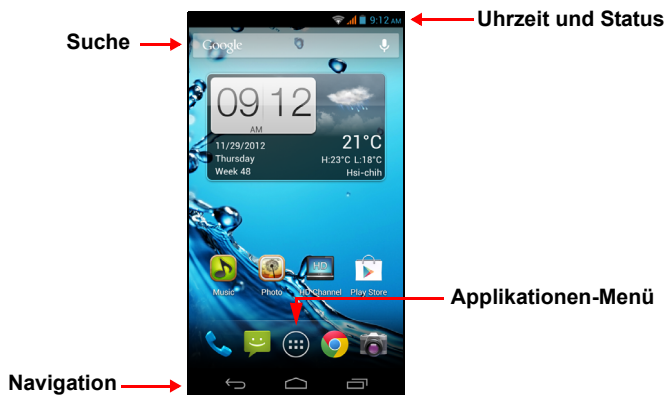 9:12 AM
Uhrzeit und Status
Suche
Google
09 12
AM
11/29/2012
Thursday
Week 48
21°C
H:23°C L:18°C
Hsi-chih
Music Photo HD Channel Play Store
HD
Applikationen-Menü
Navigation